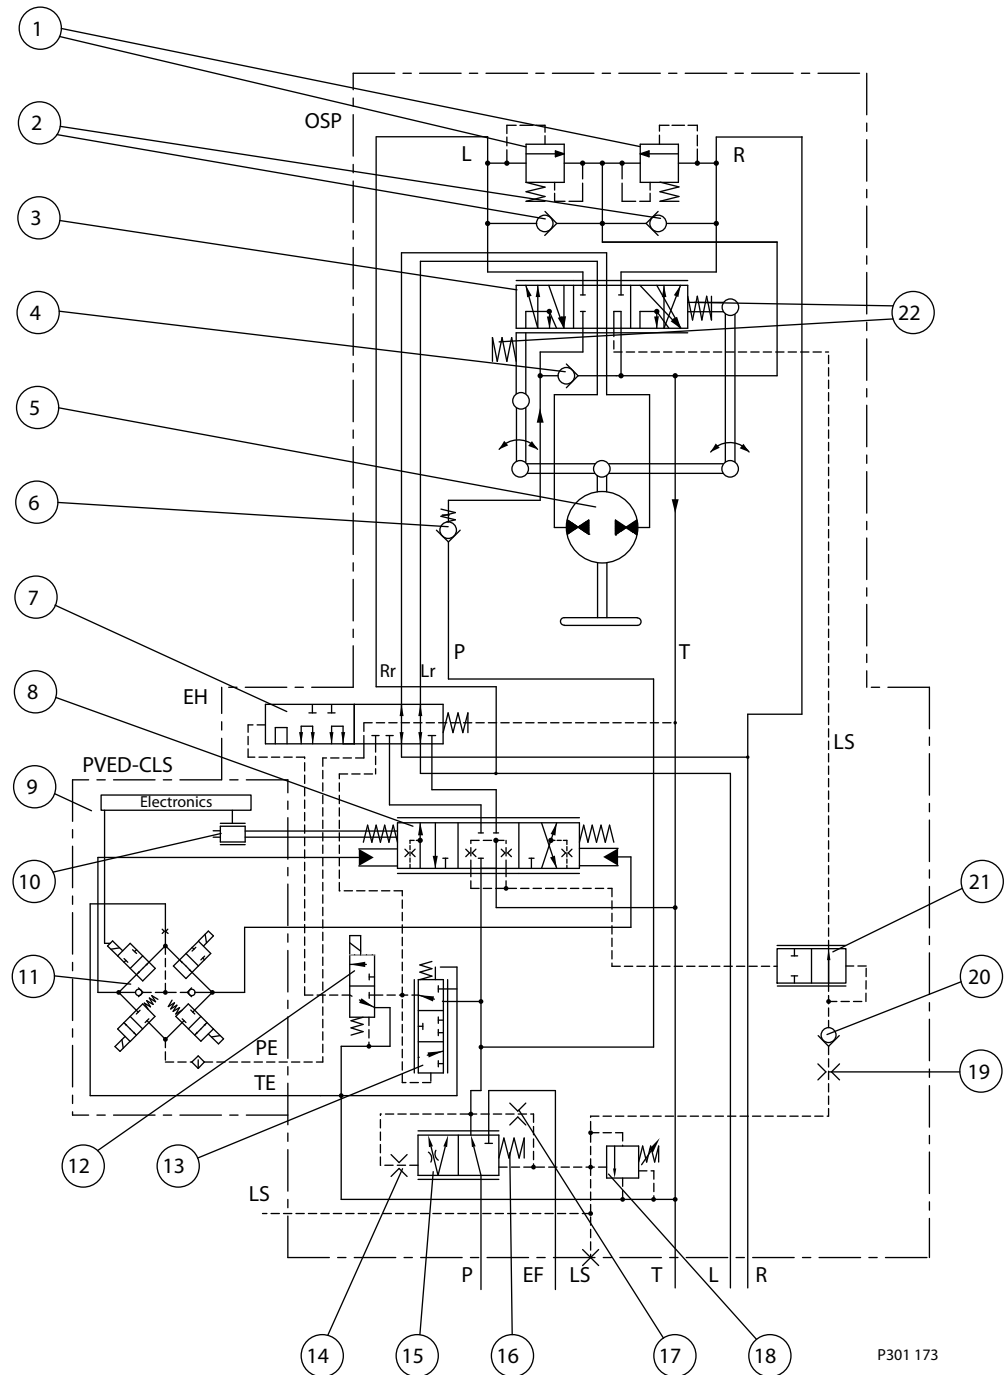 1
OSP
2
L
R
3
4
22
5
6
7
P
T
Rr
Lr
8
EH
LS
PVED-CLS
9
Electronics
10
21
11
20
PE
TE
19
12
13
LS
P
EF
LS
T
L
R
14
15
16
17
18
P301 173